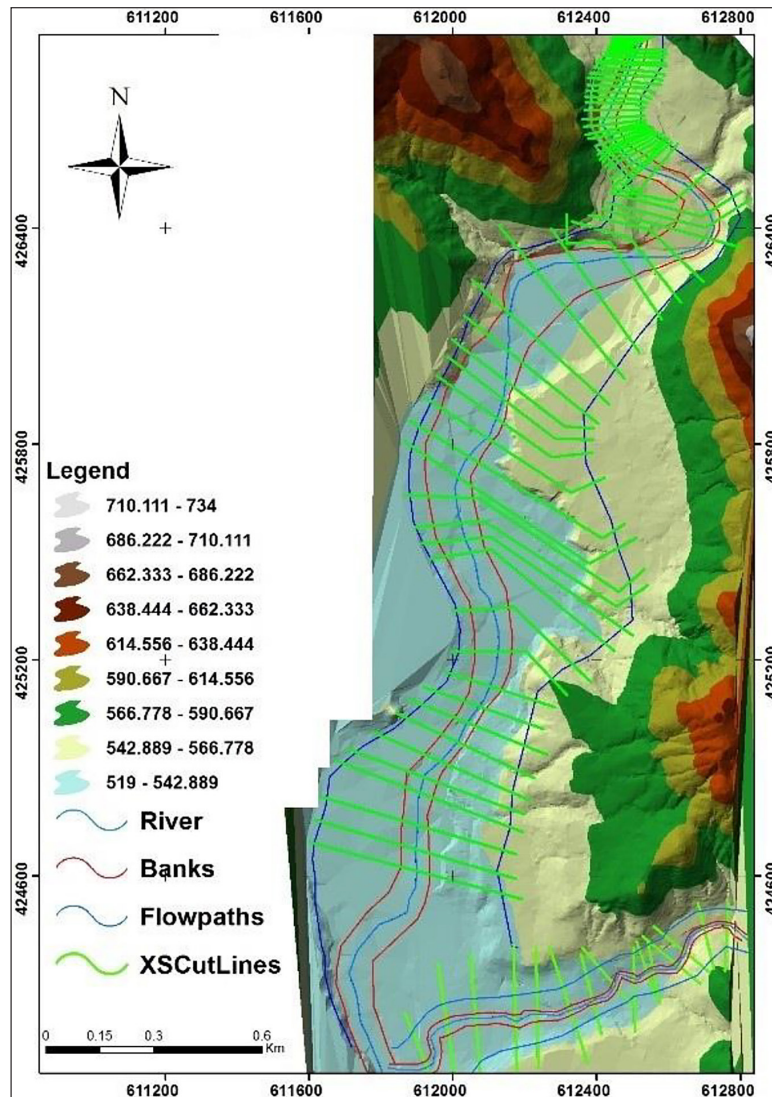 611200 611600 612000 612400 612800
N
426400 426400
425800 425800
Legend
710.111 - 734
686.222 - 710.111
662.333 - 686.222
638.444 - 662.333
614.556 - 638.444
590.667 - 614.556
566.778 - 590.667
542.889 - 566.778
519 - 542.889
River
Banks
Flowpaths
XSCutLines
425200 425200
424600 424600
0 0.15 0.3 0.6
Km
611200 611600 612000 612400 612800